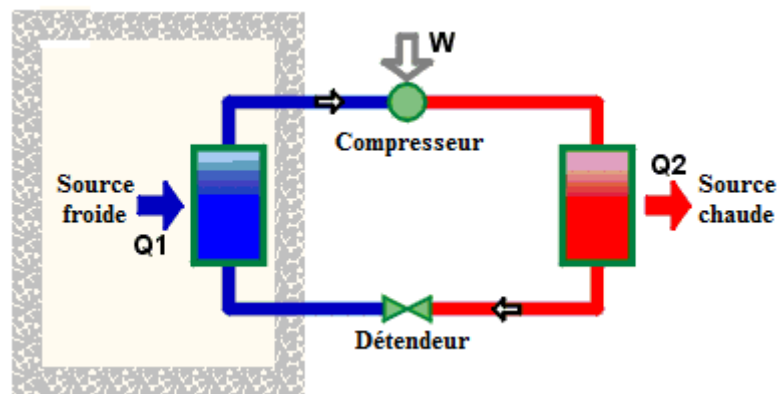 W
Compresseur
Source
froide
Q1
Q2
Source
chaude
Détendeur